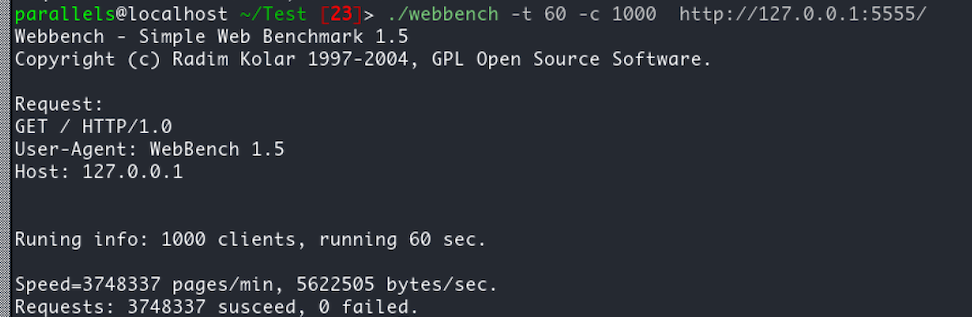 parallels@localhost ~/Test [23]> ./webbench -t 60 -c 1000  http://127.0.0.1:5555/
Webbench - Simple Web Benchmark 1.5
Copyright (c) Radim Kolar 1997-2004, GPL Open Source Software.
Request:
GET / HTTP/1.0
User-Agent: WebBench 1.5
Host: 127.0.0.1
Runing info: 1000 clients, running 60 sec.
Speed=3748337 pages/min, 5622505 bytes/sec.
Requests: 3748337 susceed, 0 failed.